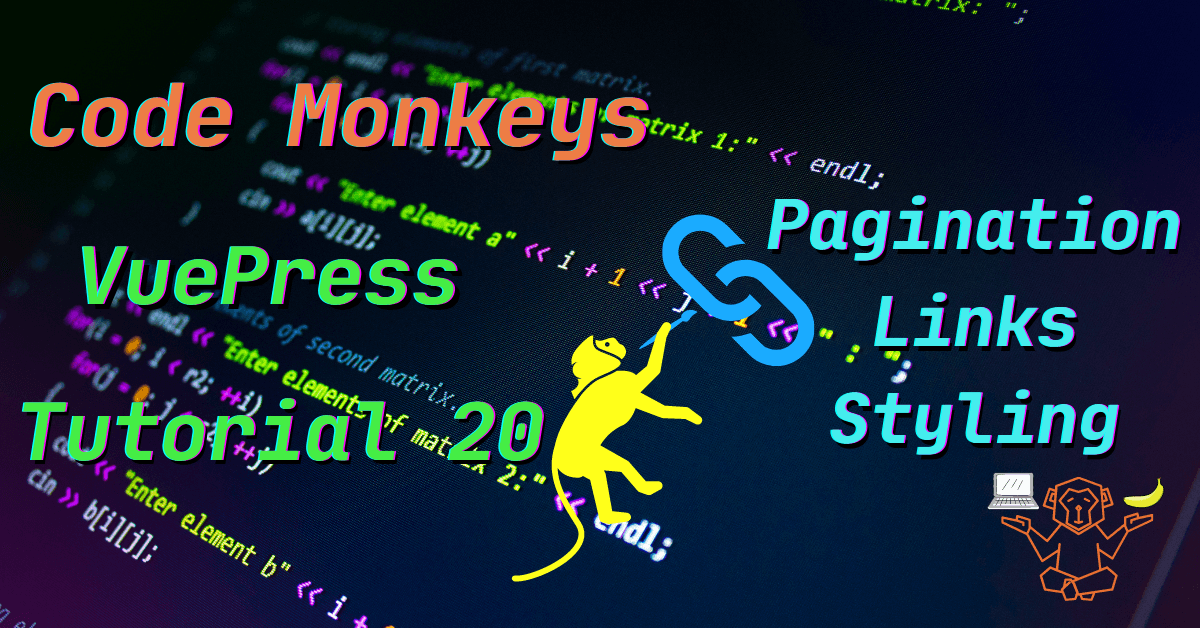 matrix: ";
// Storing elements of first matrix.
cout << endl << "Enter elements of matrix 1:" << endl;
Code Monkeys
++j)
{
cout << "Enter element a" << i + 1 << j + 1 << " : ";
cin >> a[i][j];
}
Pagination
VuePress
Links
elements of second matrix.
<< endl << "Enter elements of matrix 2:" << endl;
for(i = 0; i < r2; ++i)
for(j = 0; j <
++j)
Styling
Tutorial 20
{
cout << "Enter element b" << i +
cin >> b[i][j];